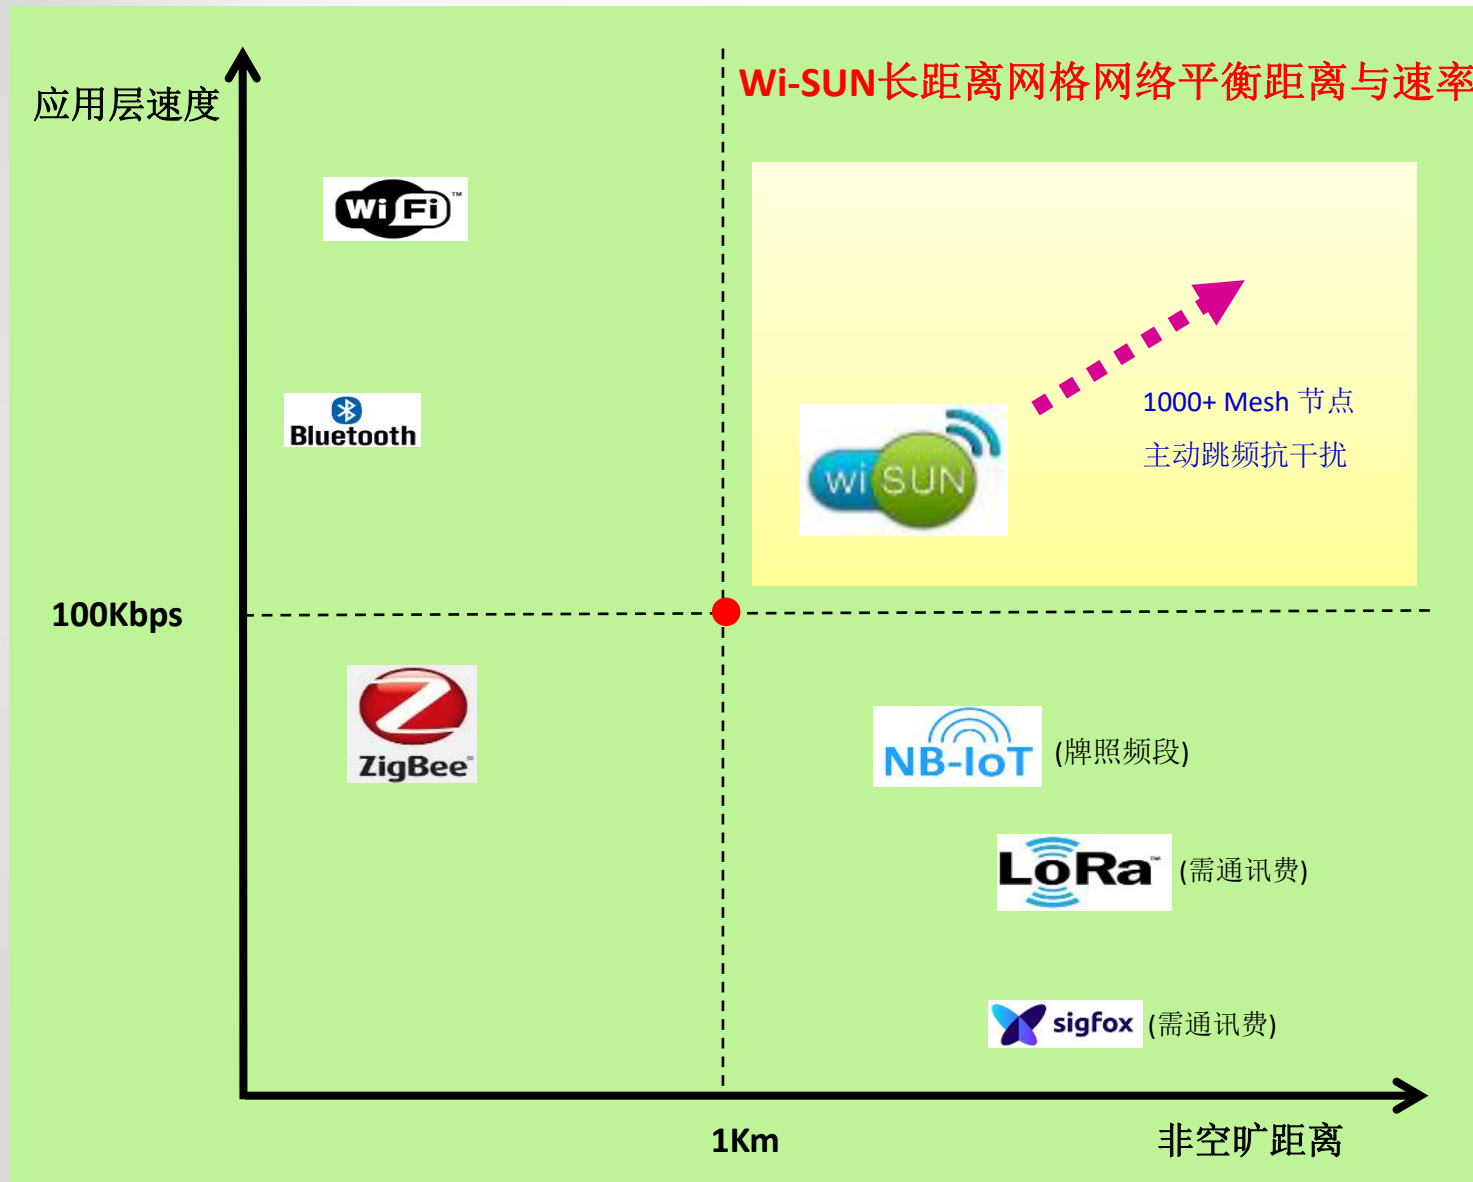 Wi-SUN长距离网格网络平衡距离与速率
应用层速度
WiFi™
Bluetooth
1000+ Mesh 节点
主动跳频抗干扰
wi SUN
100Kbps
ZigBee®
NB-IoT (牌照频段)
LoRa™ (需通讯费)
sigfox (需通讯费)
1Km
非空旷距离